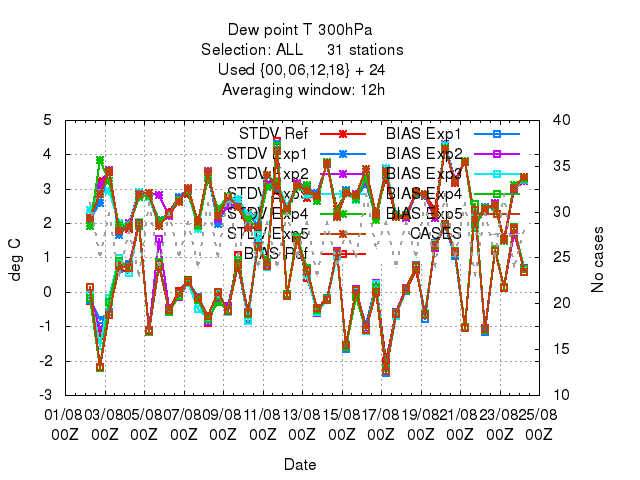 Dew point T 300hPa
Selection: ALL 31 stations
Used {00,06,12,18} + 24
Averaging window: 12h
STDV Ref
STDV Exp1
STDV Exp2
STDV Exp3
STDV Exp4
STDV Exp5
BIAS Ref
BIAS Exp1
BIAS Exp2
BIAS Exp3
BIAS Exp4
BIAS Exp5
CASES
deg C
5
4
3
2
1
0
-1
-2
-3
No cases
40
35
30
25
20
15
10
01/08 03/08 05/08 07/08 09/08 11/08 13/08 15/08 17/08 19/08 21/08 23/08 25/08
00Z 00Z 00Z 00Z 00Z 00Z 00Z 00Z 00Z 00Z 00Z 00Z 00Z
Date